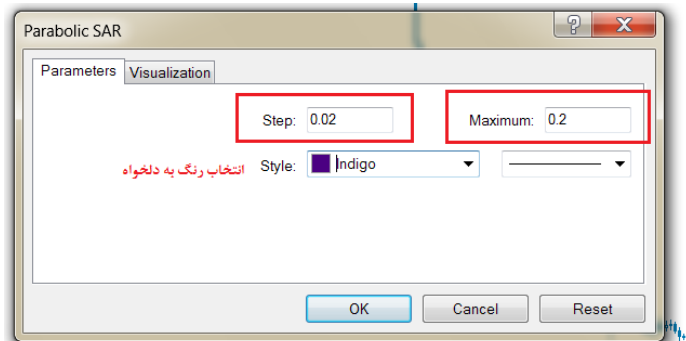 Parabolic SAR
Parameters Visualization
Step: 0.02 Maximum: 0.2
انتخاب رنگ به دلخواه Style: Indigo
OK Cancel Reset